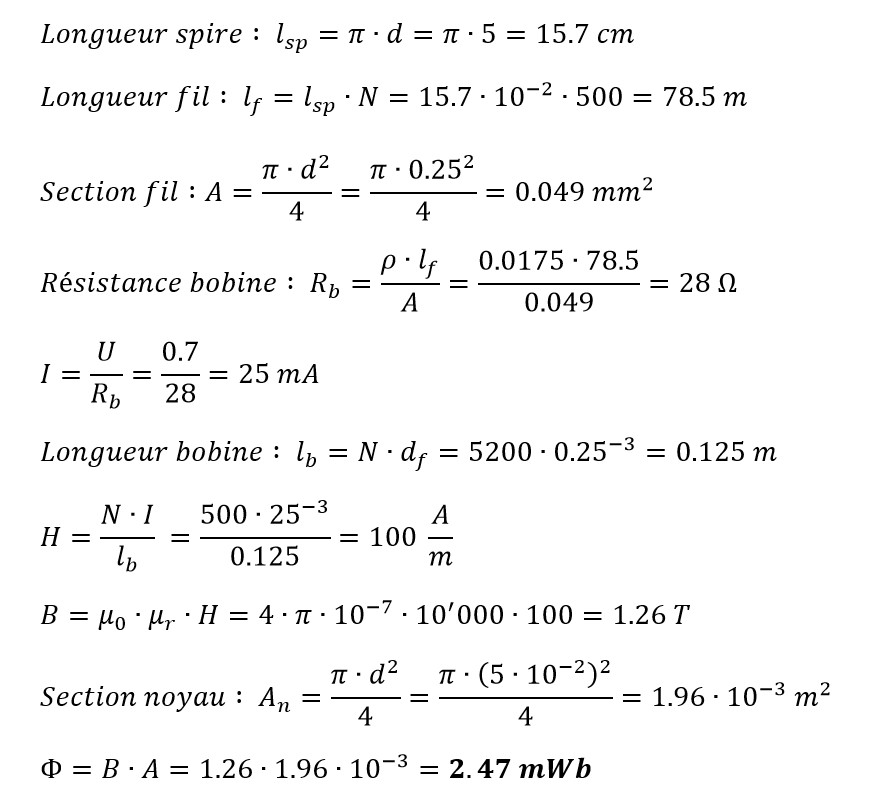 Longueur spire : l_sp = π · d = π · 5 = 15.7 cm
Longueur fil : l_f = l_sp · N = 15.7 · 10⁻² · 500 = 78.5 m
Section fil : A = (π · d²)/4 = (π · 0.25²)/4 = 0.049 mm²
Résistance bobine : R_b = (ρ · l_f)/A = (0.0175 · 78.5)/0.049 = 28 Ω
I = U/R_b = 0.7/28 = 25 mA
Longueur bobine : l_b = N · d_f = 5200 · 0.25⁻³ = 0.125 m
H = (N · I)/l_b = (500 · 25⁻³)/0.125 = 100 A/m
B = μ₀ · μ_r · H = 4 · π · 10⁻⁷ · 10′000 · 100 = 1.26 T
Section noyau : A_n = (π · d²)/4 = (π · (5 · 10⁻²)²)/4 = 1.96 · 10⁻³ m²
Φ = B · A = 1.26 · 1.96 · 10⁻³ = 2.47 mWb